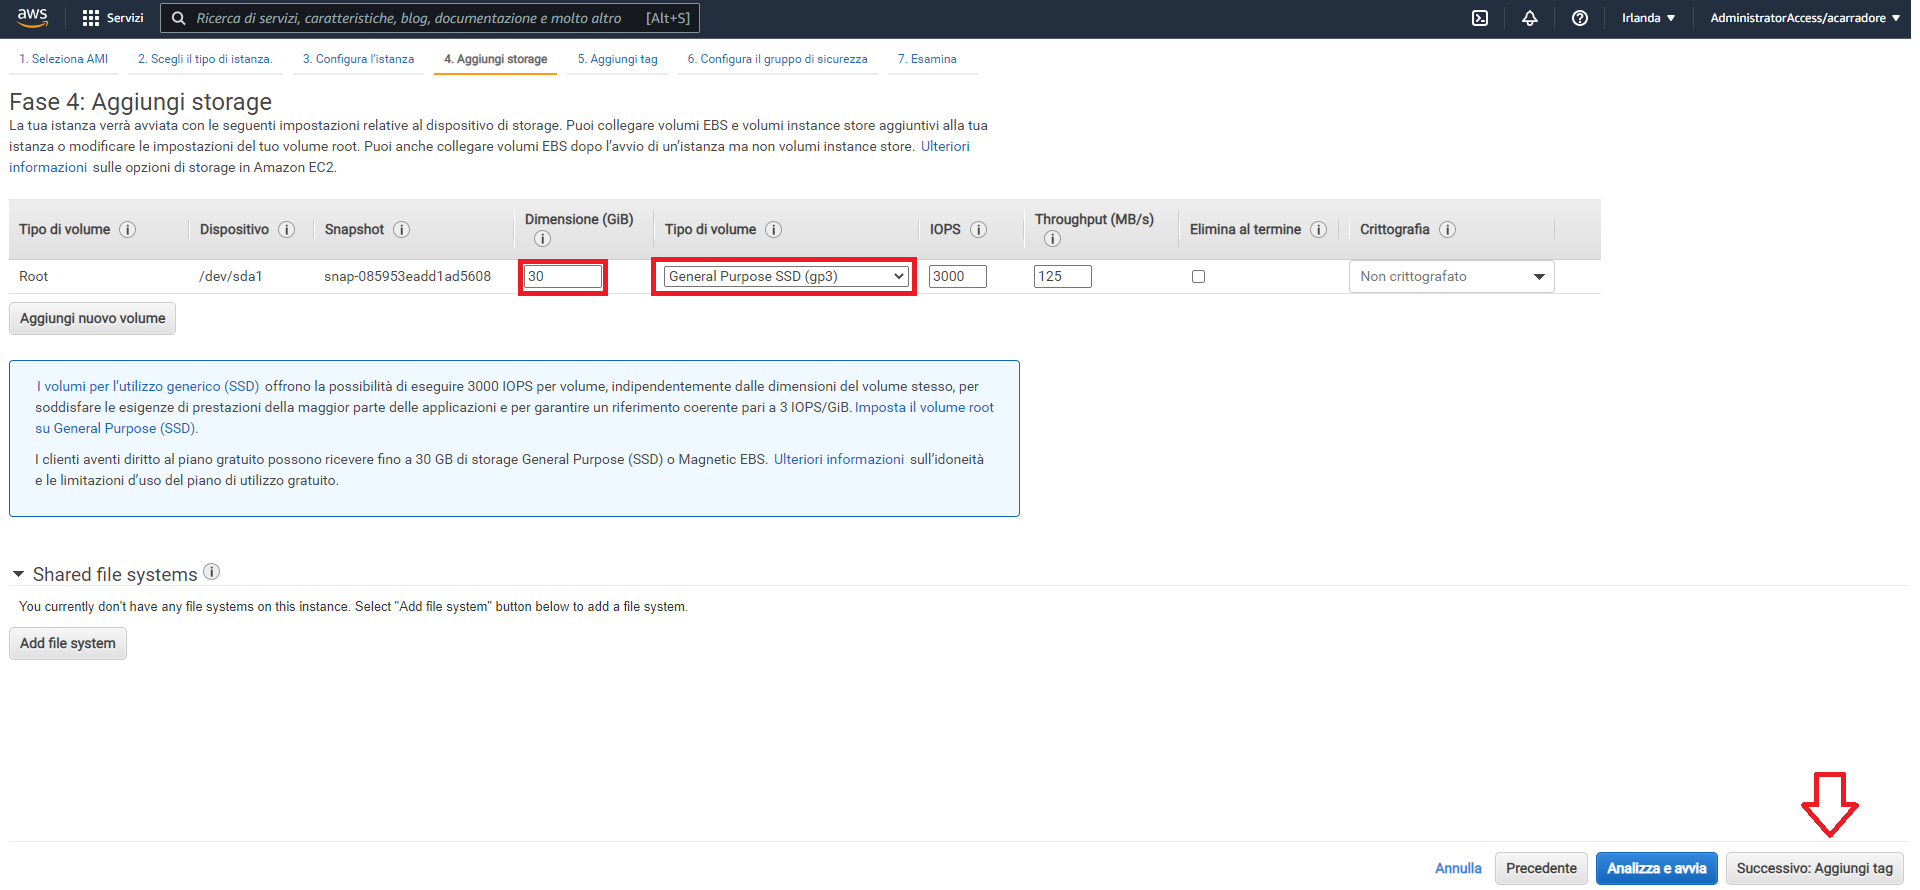 aws Servizi Ricerca di servizi, caratteristiche, blog, documentazione e molto altro [Alt+S] Irlanda AdministratorAccess/acarradore
1. Seleziona AMI 2. Scegli il tipo di istanza. 3. Configura l'istanza 4. Aggiungi storage 5. Aggiungi tag 6. Configura il gruppo di sicurezza 7. Esamina
Fase 4: Aggiungi storage
La tua istanza verrà avviata con le seguenti impostazioni relative al dispositivo di storage. Puoi collegare volumi EBS e volumi instance store aggiuntivi alla tua
istanza o modificare le impostazioni del tuo volume root. Puoi anche collegare volumi EBS dopo l'avvio di un'istanza ma non volumi instance store. Ulteriori
informazioni sulle opzioni di storage in Amazon EC2.
Tipo di volume Dispositivo Snapshot Dimensione (GiB) Tipo di volume IOPS Throughput (MB/s) Elimina al termine Crittografia
Root /dev/sda1 snap-085953eadd1ad5608 30 General Purpose SSD (gp3) 3000 125 Non crittografato
Aggiungi nuovo volume
I volumi per l'utilizzo generico (SSD) offrono la possibilità di eseguire 3000 IOPS per volume, indipendentemente dalle dimensioni del volume stesso, per
soddisfare le esigenze di prestazioni della maggior parte delle applicazioni e per garantire un riferimento coerente pari a 3 IOPS/GiB. Imposta il volume root
su General Purpose (SSD).
I clienti aventi diritto al piano gratuito possono ricevere fino a 30 GB di storage General Purpose (SSD) o Magnetic EBS. Ulteriori informazioni sull'idoneità
e le limitazioni d'uso del piano di utilizzo gratuito.
Shared file systems
You currently don't have any file systems on this instance. Select "Add file system" button below to add a file system.
Add file system
Annulla Precedente Analizza e avvia Successivo: Aggiungi tag